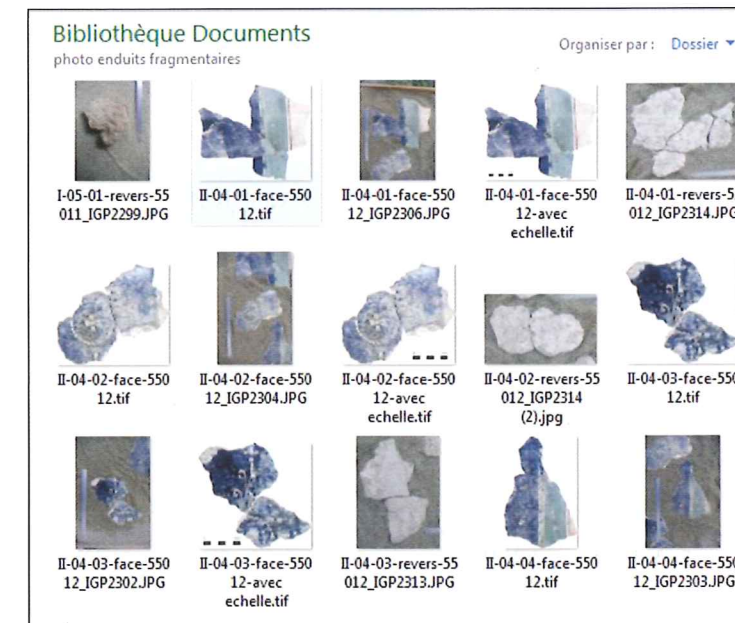 Bibliothèque Documents
photo enduits fragmentaires
Organiser par : Dossier
I-05-01-revers-55
011_IGP2299.JPG
II-04-01-face-550
12.tif
II-04-01-face-550
12_IGP2306.JPG
II-04-01-face-550
12-avec
echelle.tif
II-04-01-revers-5
012_IGP2314.JPG
II-04-02-face-550
12.tif
II-04-02-face-550
12_IGP2304.JPG
II-04-02-face-550
12-avec
echelle.tif
II-04-02-revers-55
012_IGP2314
(2).jpg
II-04-03-face-550
12.tif
II-04-03-face-550
12_IGP2302.JPG
II-04-03-face-550
12-avec
echelle.tif
II-04-03-revers-55
012_IGP2313.JPG
II-04-04-face-550
12.tif
II-04-04-face-550
12_IGP2303.JPG